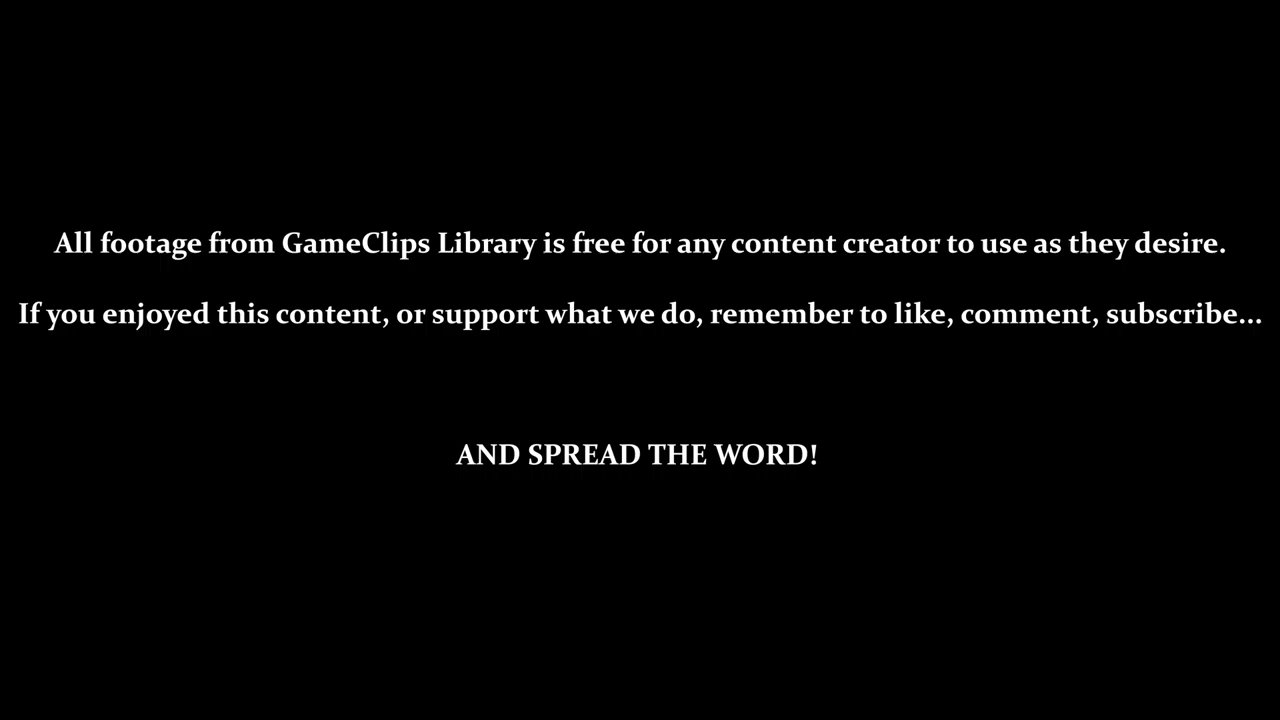 All footage from GameClips Library is free for any content creator to use as they desire.
If you enjoyed this content, or support what we do, remember to like, comment, subscribe...
AND SPREAD THE WORD!